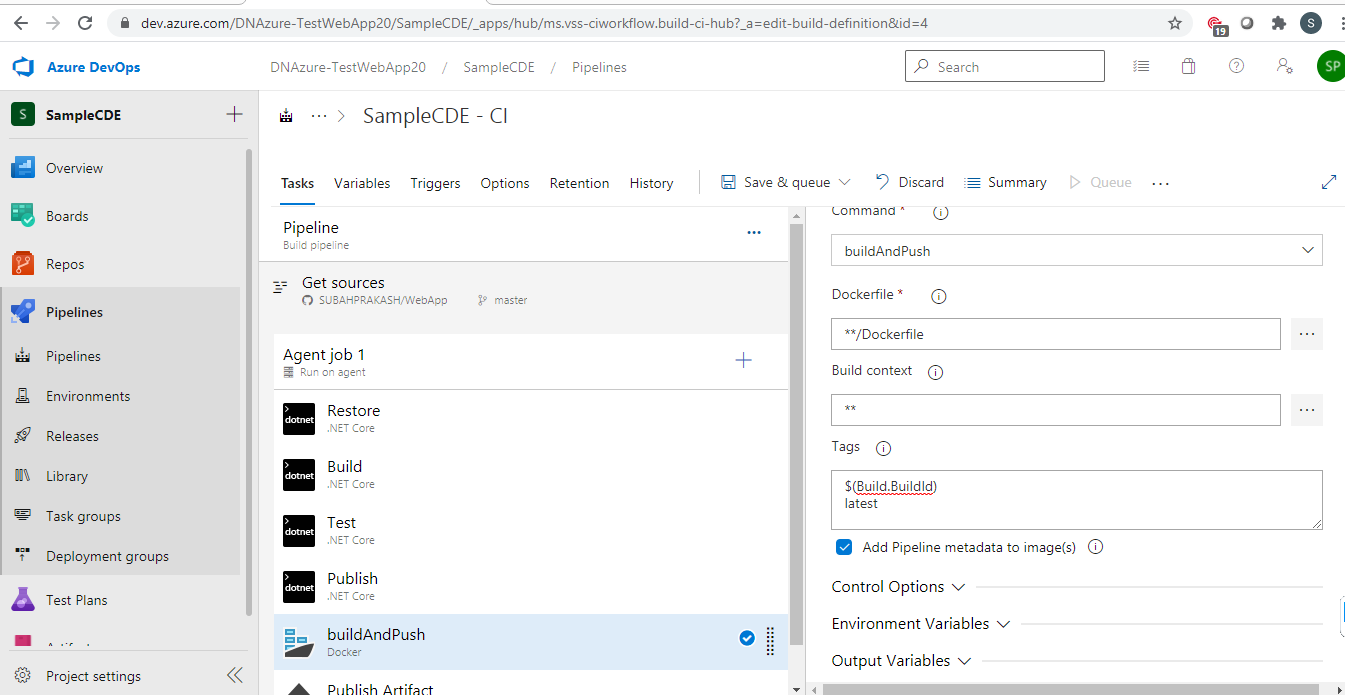 dev.azure.com/DNAzure-TestWebApp20/SampleCDE/_apps/hub/ms.vss-ciworkflow.build-ci-hub?_a=edit-build-definition&id=4
19
S
Azure DevOps
DNAzure-TestWebApp20 / SampleCDE / Pipelines
Search
SP
S SampleCDE
Overview
Boards
Repos
Pipelines
Pipelines
Environments
Releases
Library
Task groups
Deployment groups
Test Plans
Project settings
... > SampleCDE - CI
Tasks Variables Triggers Options Retention History Save & queue Discard Summary Queue ...
Pipeline
Build pipeline
Get sources
SUBAHPRAKASH/WebApp master
Agent job 1
Run on agent
dotnet
Restore
.NET Core
dotnet
Build
.NET Core
dotnet
Test
.NET Core
dotnet
Publish
.NET Core
buildAndPush
Docker
Publish Artifact
Command *
buildAndPush
Dockerfile *
**/Dockerfile
Build context
**
Tags
$(Build.BuildId)
latest
Add Pipeline metadata to image(s)
Control Options
Environment Variables
Output Variables